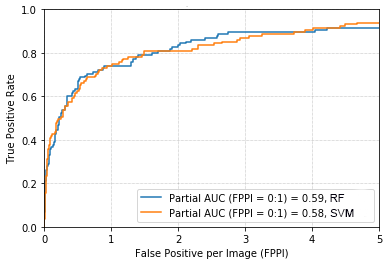 1.0
0.8
0.6
0.4
0.2
0.0
True Positive Rate
Partial AUC (FPPI = 0:1) = 0.59, RF
Partial AUC (FPPI = 0:1) = 0.58, SVM
0 1 2 3 4 5
False Positive per Image (FPPI)